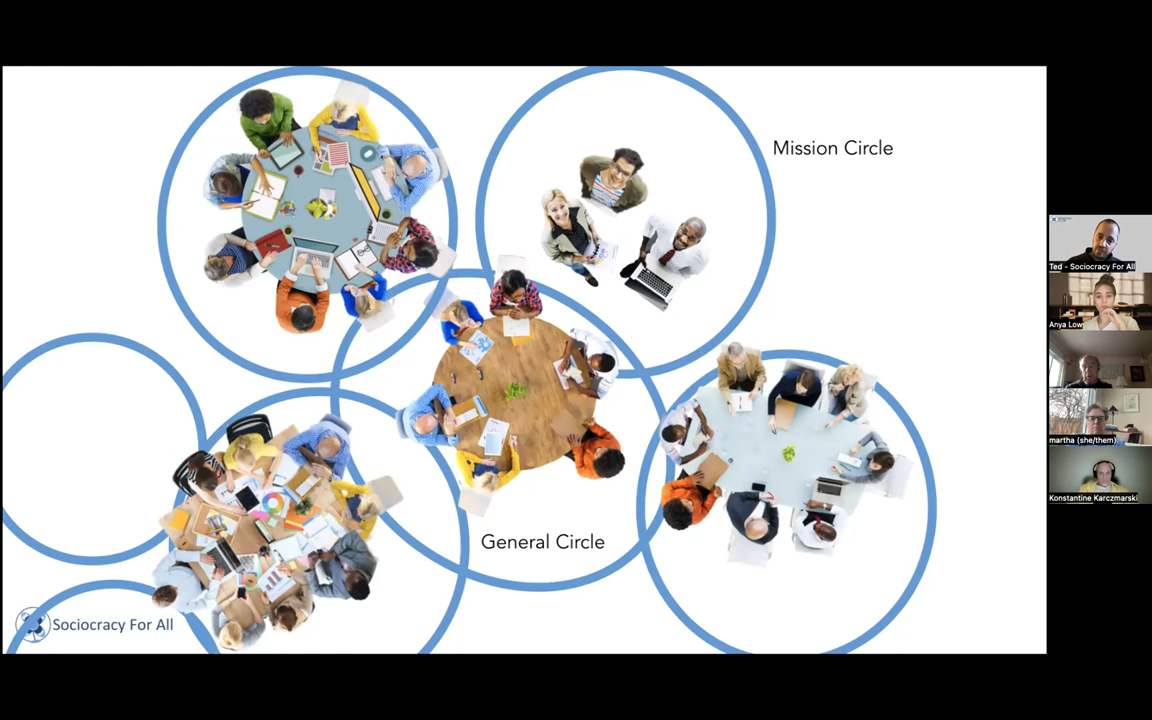 Mission Circle
General Circle
Sociocracy For All
Ted - Sociocracy For All
Anya Low
martha (she/them)
Konstantine Karczmarski